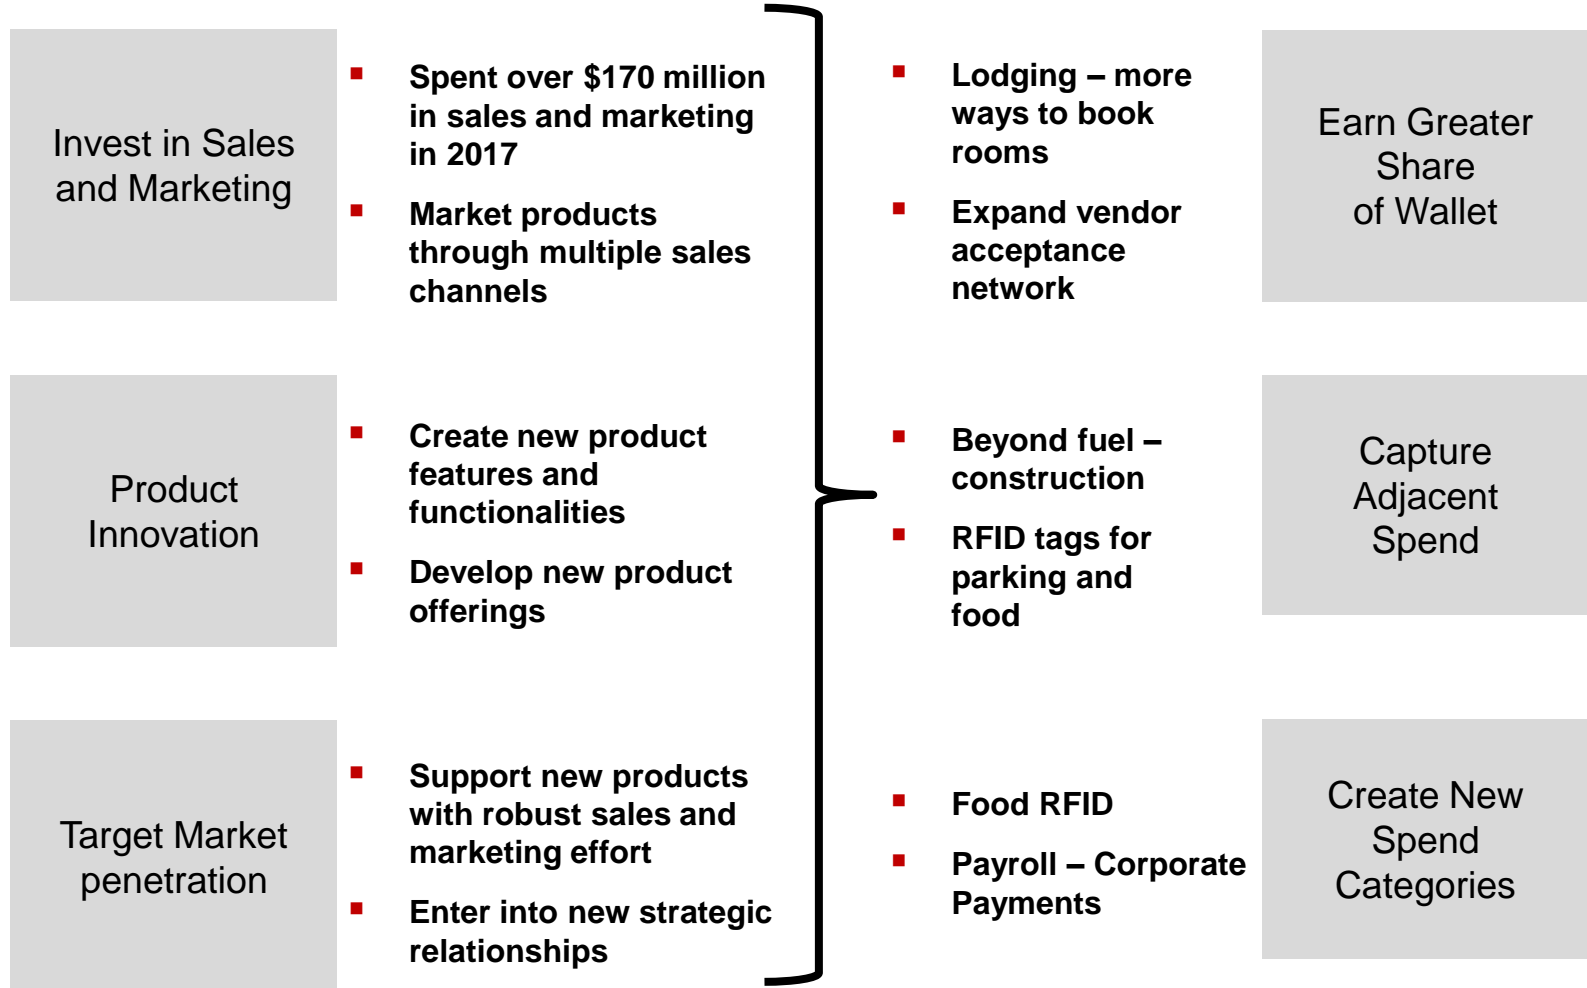 Invest in Sales
and Marketing
Spent over $170 million
in sales and marketing
in 2017
Market products
through multiple sales
channels
Product
Innovation
Create new product
features and
functionalities
Develop new product
offerings
Target Market
penetration
Support new products
with robust sales and
marketing effort
Enter into new strategic
relationships
Lodging – more
ways to book
rooms
Expand vendor
acceptance
network
Earn Greater
Share
of Wallet
Beyond fuel –
construction
RFID tags for
parking and
food
Capture
Adjacent
Spend
Food RFID
Payroll – Corporate
Payments
Create New
Spend
Categories